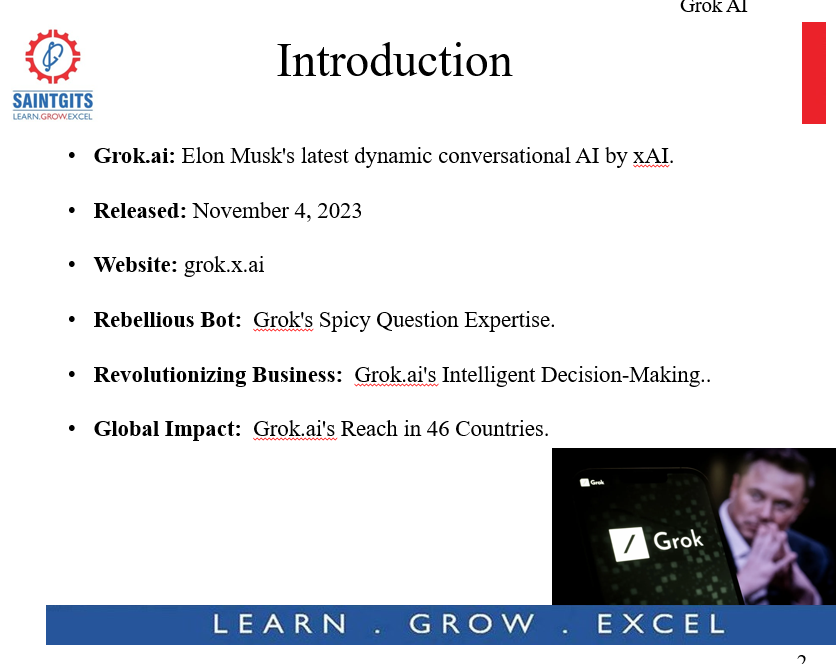 Grok AI
SAINTGITS
LEARN.GROW.EXCEL
Introduction
• Grok.ai: Elon Musk's latest dynamic conversational AI by xAI.
• Released: November 4, 2023
• Website: grok.x.ai
• Rebellious Bot: Grok's Spicy Question Expertise.
• Revolutionizing Business: Grok.ai's Intelligent Decision-Making..
• Global Impact: Grok.ai's Reach in 46 Countries.
Grok
Grok
LEARN . GROW . EXCEL
2